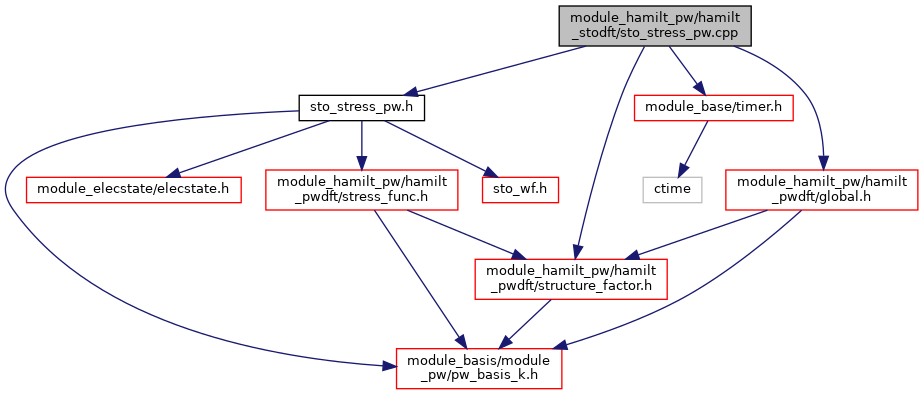 module_hamilt_pw/hamilt
_stodft/sto_stress_pw.cpp
sto_stress_pw.h
module_base/timer.h
module_elecstate/elecstate.h
module_hamilt_pw/hamilt
_pwdft/stress_func.h
sto_wf.h
ctime
module_hamilt_pw/hamilt
_pwdft/global.h
module_hamilt_pw/hamilt
_pwdft/structure_factor.h
module_basis/module
_pw/pw_basis_k.h